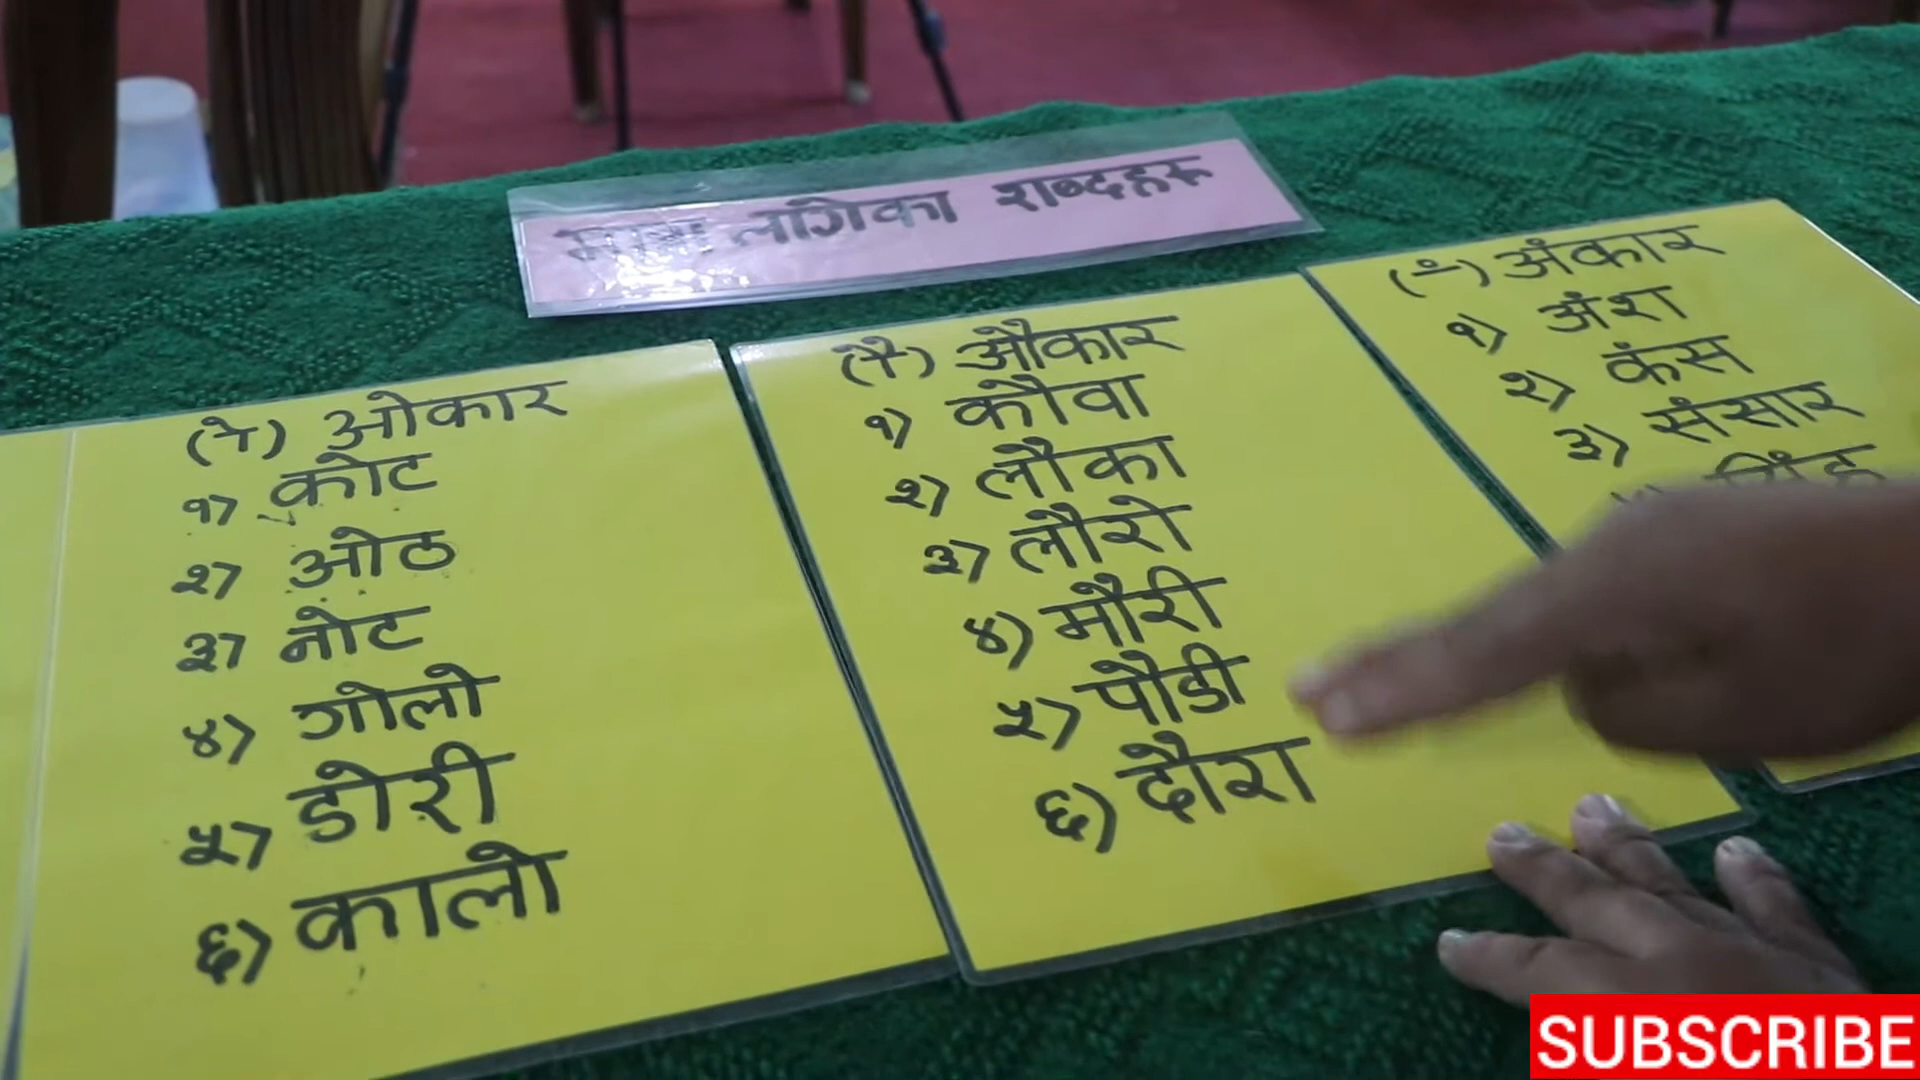 लागेका शब्दहरू
(ो) ओकार
१) कोट
२) ओठ
३) नोट
४) गोलो
५) डोरी
६) कालो
(ौ) औकार
१) कौवा
२) लौका
३) लौरो
४) मौरी
५) पौडी
६) दौरा
(ं) अंकार
१) अंश
२) कंस
३) संसार
सिंह
SUBSCRIBE